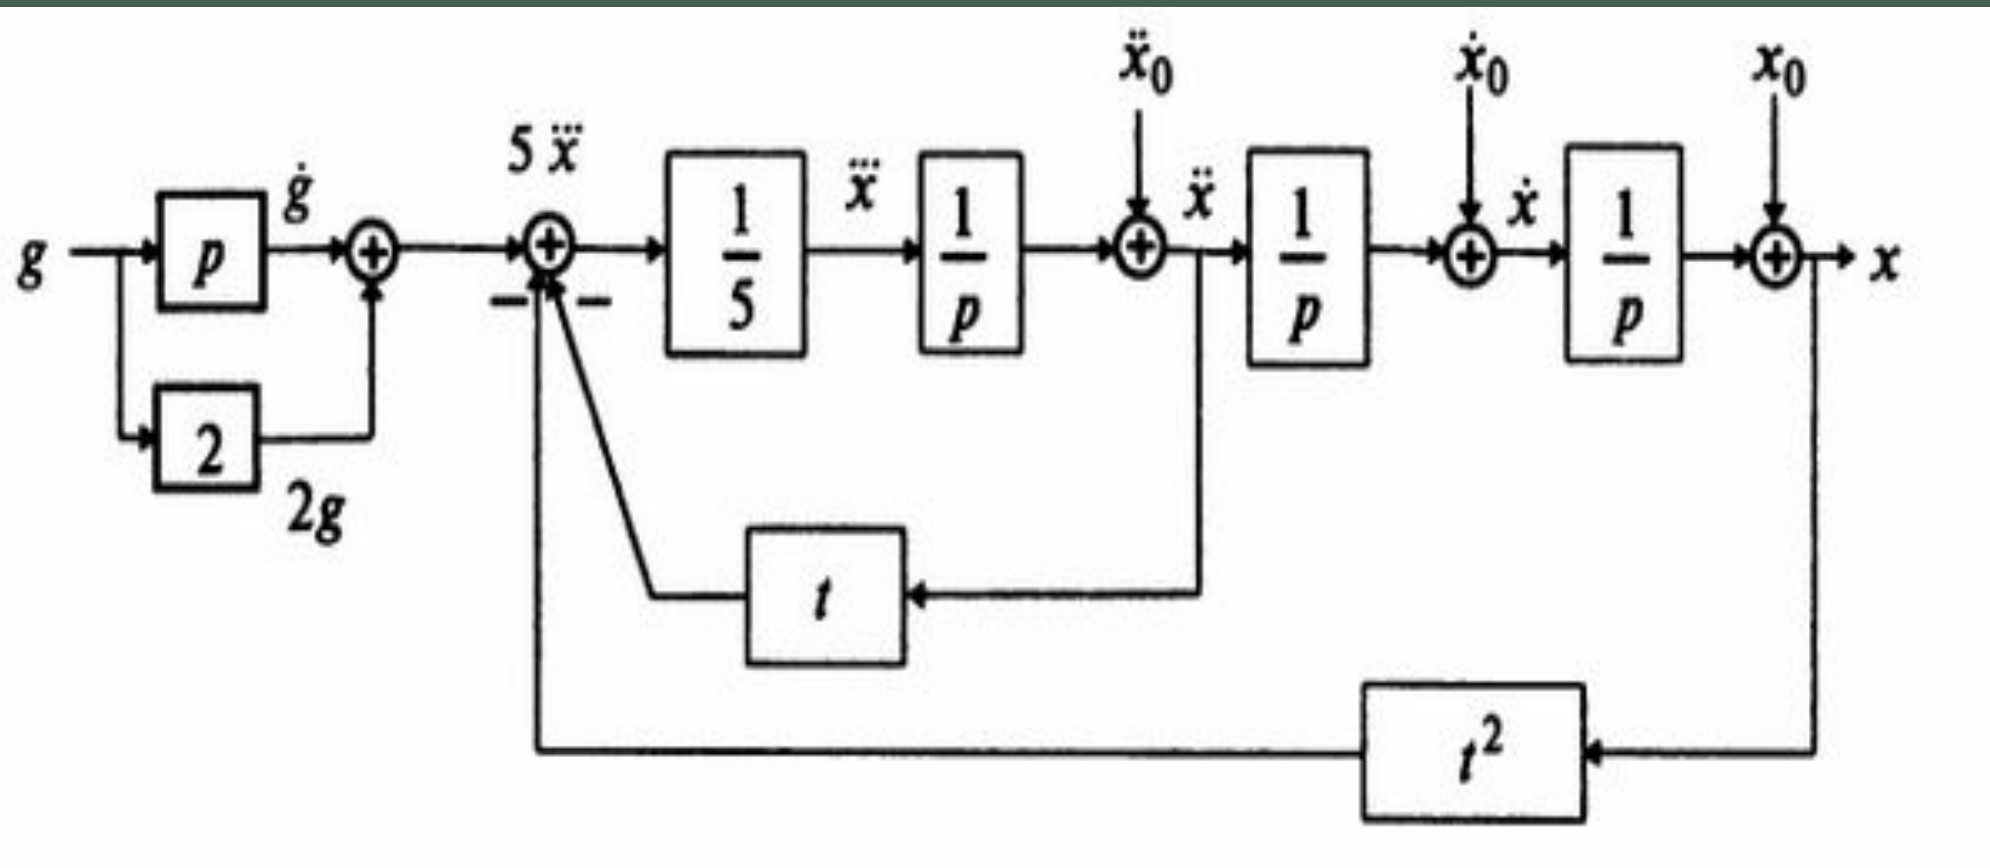 ẍ₀ ẋ₀ x₀
5 x⃛
g p ġ + + 1/5 x⃛ 1/p + ẍ 1/p + ẋ 1/p + x
− −
2
2g
t
t²